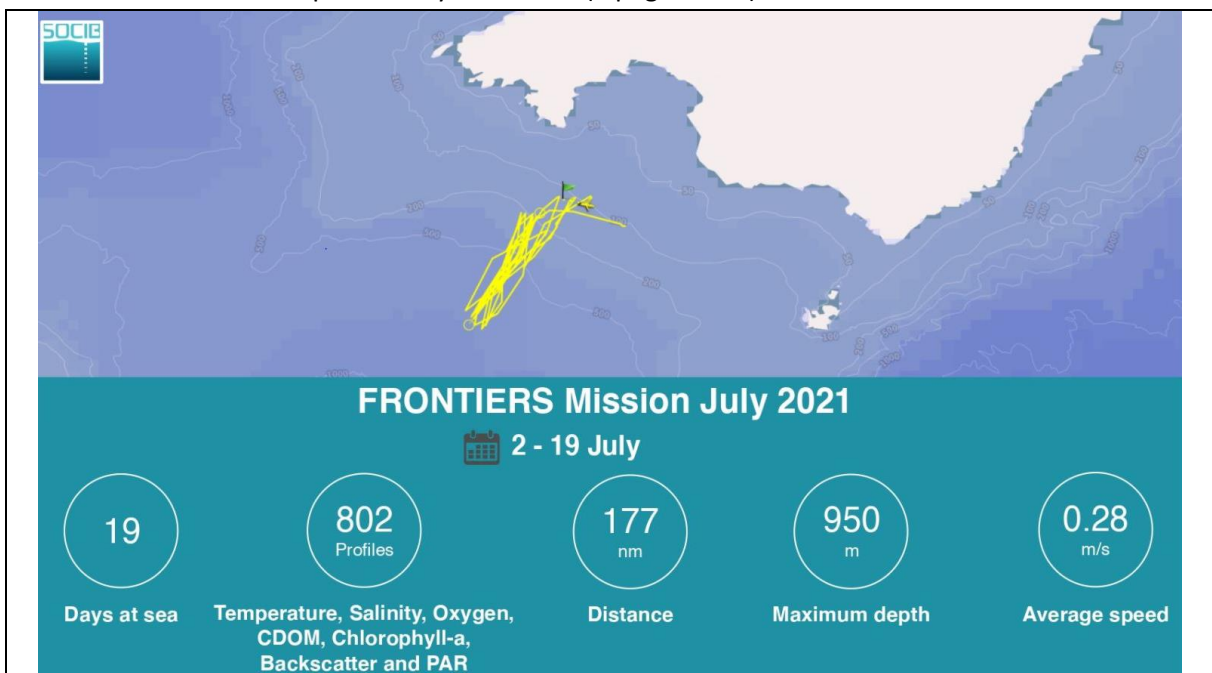 SOCIB
FRONTIERS Mission July 2021
2 - 19 July
19
Days at sea
802
Profiles
Temperature, Salinity, Oxygen,
CDOM, Chlorophyll-a,
Backscatter and PAR
177
nm
Distance
950
m
Maximum depth
0.28
m/s
Average speed